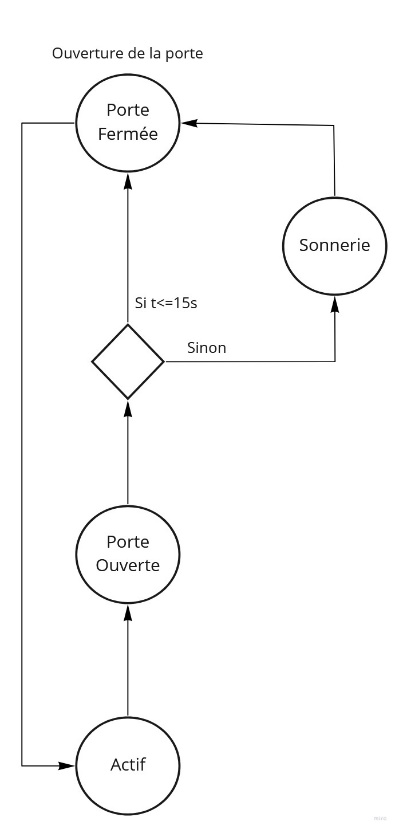 Ouverture de la porte
Porte
Fermée
Sonnerie
Si t<=15s
Sinon
Porte
Ouverte
Actif